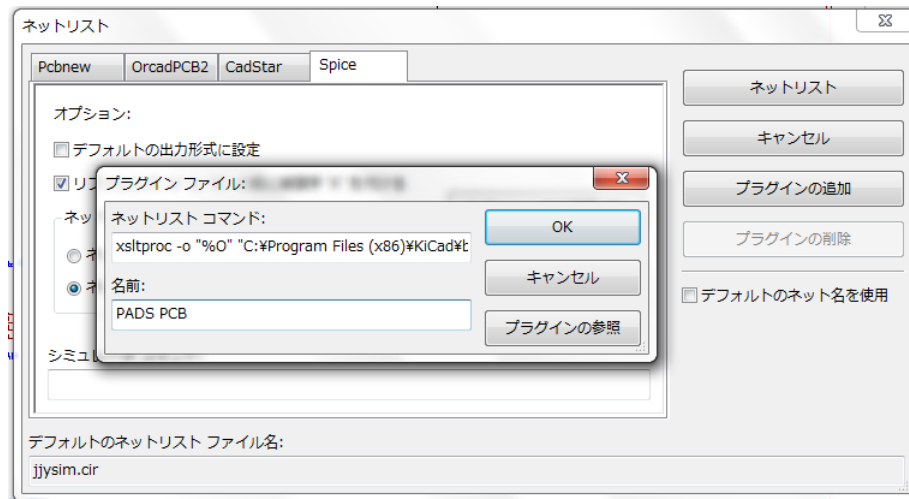 ネットリスト
Pcbnew
OrcadPCB2
CadStar
Spice
オプション:
デフォルトの出力形式に設定
リフ
プラグイン ファイル:
ネットリスト コマンド:
xsltproc -o "%O" "C:¥Program Files (x86)¥KiCad¥b
名前:
PADS PCB
OK
キャンセル
プラグインの参照
ネッ
ネ
ネ
シミュレ
デフォルトのネットリスト ファイル名:
jjysim.cir
ネットリスト
キャンセル
プラグインの追加
プラグインの削除
デフォルトのネット名を使用